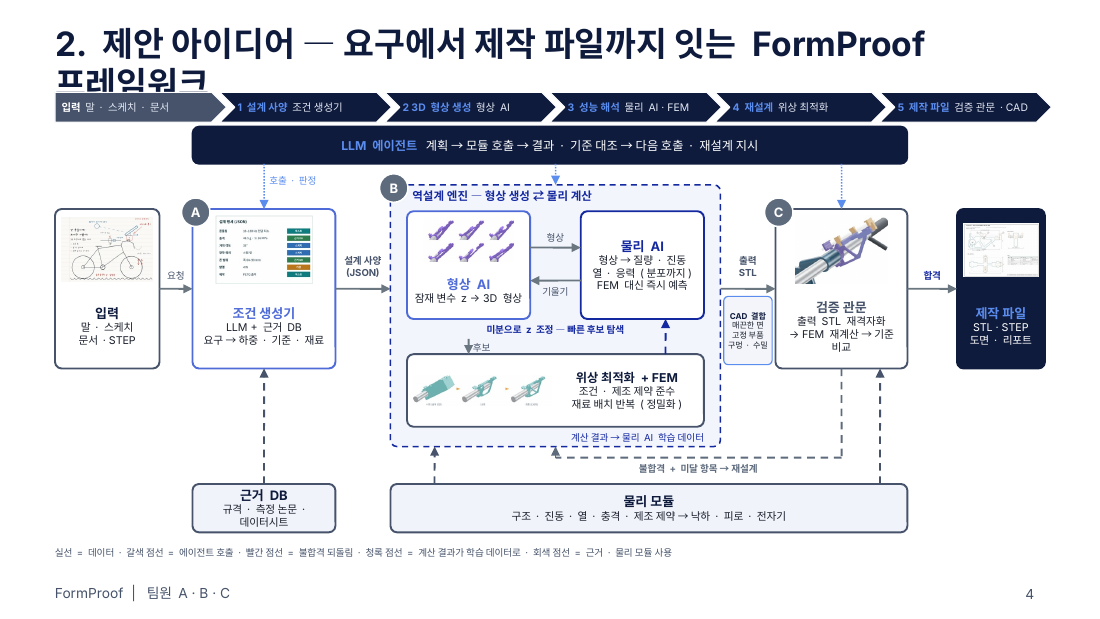 2. 제안 아이디어 — 요구에서 제작 파일까지 잇는 FormProof
프레임워크
입력 말 · 스케치 · 문서
1 설계 사양 조건 생성기
2 3D 형상 생성 형상 AI
3 성능 해석 물리 AI · FEM
4 재설계 위상 최적화
5 제작 파일 검증 관문 · CAD
LLM 에이전트 계획 → 모듈 호출 → 결과 · 기준 대조 → 다음 호출 · 재설계 지시
호출 · 판정
A
B
C
역설계 엔진 — 형상 생성 ⇄ 물리 계산
설계 명세 (JSON)
입력
말 · 스케치
문서 · STEP
요청
조건 생성기
LLM + 근거 DB
요구 → 하중 · 기준 · 재료
설계 사양
(JSON)
형상 AI
잠재 변수 z → 3D 형상
형상
기울기
물리 AI
형상 → 질량 · 진동
열 · 응력 ( 분포까지 )
FEM 대신 즉시 예측
미분으로 z 조정 — 빠른 후보 탐색
후보
위상 최적화 + FEM
조건 · 제조 제약 준수
재료 배치 반복 ( 정밀화 )
계산 결과 → 물리 AI 학습 데이터
출력
STL
CAD 결합
매끈한 면
고정 부품
구멍 · 수밀
검증 관문
출력 STL 재격자화
→ FEM 재계산 → 기준
비교
합격
제작 파일
STL · STEP
도면 · 리포트
불합격 + 미달 항목 → 재설계
근거 DB
규격 · 측정 논문 ·
데이터시트
물리 모듈
구조 · 진동 · 열 · 충격 · 제조 제약 → 낙하 · 피로 · 전자기
실선 = 데이터 · 갈색 점선 = 에이전트 호출 · 빨간 점선 = 불합격 되돌림 · 청록 점선 = 계산 결과가 학습 데이터로 · 회색 점선 = 근거 · 물리 모듈 사용
FormProof │ 팀원 A · B · C
4